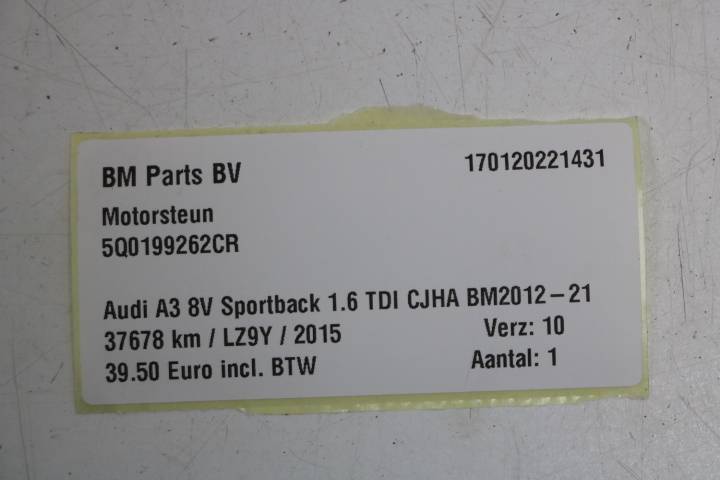 BM Parts BV 170120221431
Motorsteun
5Q0199262CR
Audi A3 8V Sportback 1.6 TDI CJHA BM2012-21
37678 km / LZ9Y / 2015 Verz: 10
39.50 Euro incl. BTW Aantal: 1